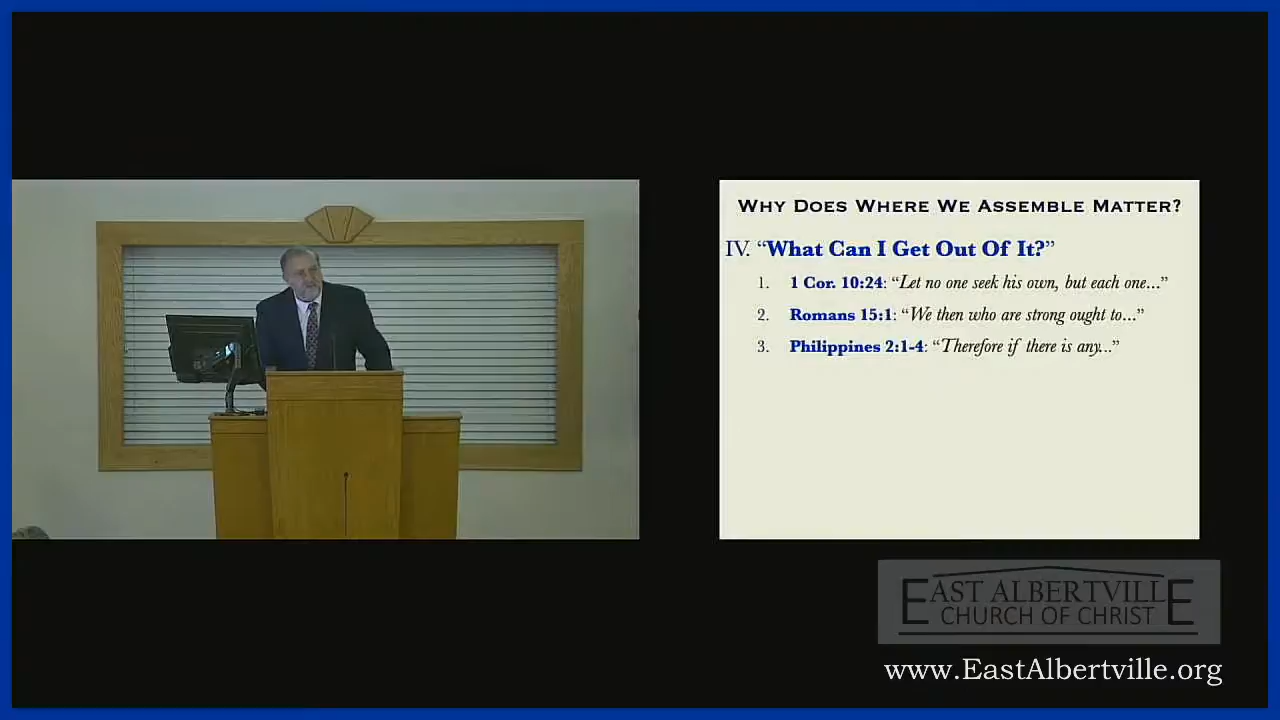 WHY DOES WHERE WE ASSEMBLE MATTER?
IV. “What Can I Get Out Of It?”
1. 1 Cor. 10:24: “Let no one seek his own, but each one...”
2. Romans 15:1: “We then who are strong ought to...”
3. Philippines 2:1-4: “Therefore if there is any...”
EAST ALBERTVILLE
CHURCH OF CHRIST
www.EastAlbertville.org